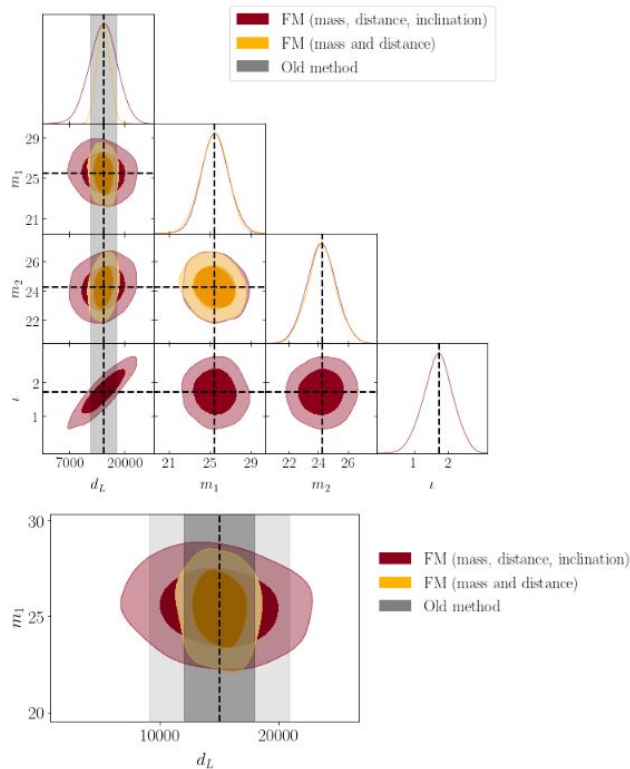 FM (mass, distance, inclination)
FM (mass and distance)
Old method
29
25
21
m₁
26
24
22
m₂
2
1
ι
7000 20000
21 25 29
22 24 26
1 2
d_L m₁ m₂ ι
30
25
20
m₁
FM (mass, distance, inclination)
FM (mass and distance)
Old method
10000 20000
d_L